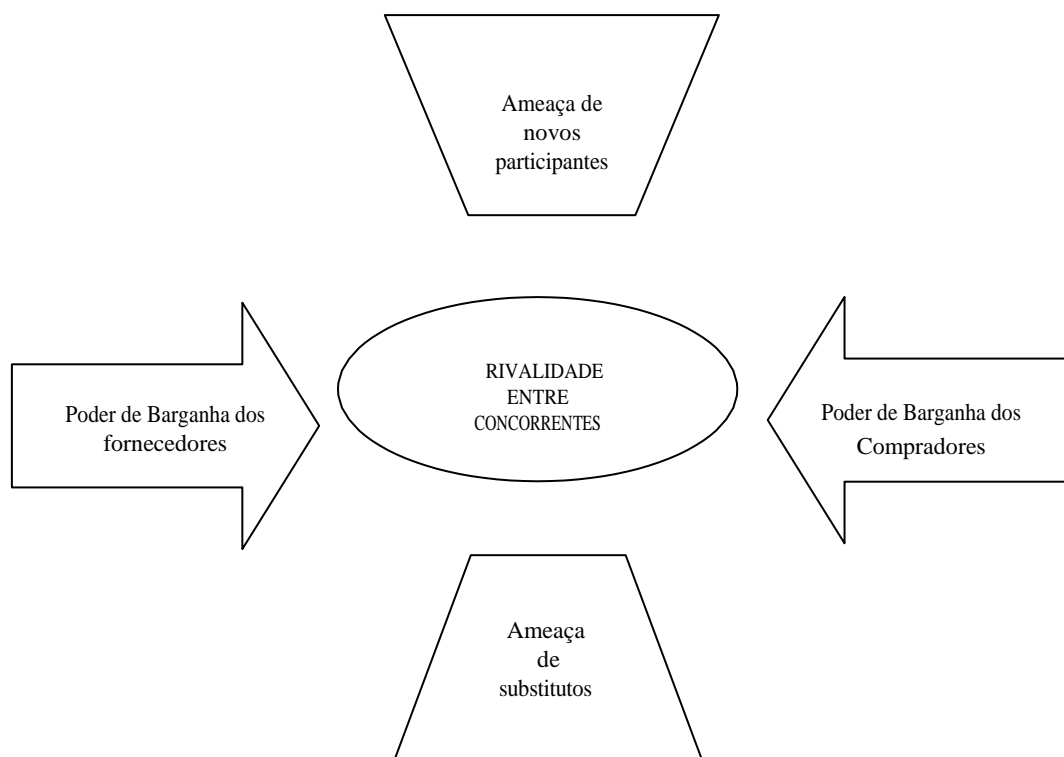 Ameaça de
novos
participantes
RIVALIDADE
ENTRE
CONCORRENTES
Poder de Barganha dos
fornecedores
Poder de Barganha dos
Compradores
Ameaça
de
substitutos